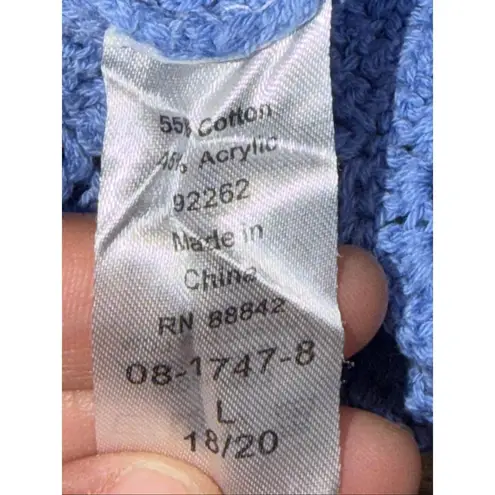 55% Cotton
45% Acrylic
92262
Made in
China
RN 88842
08-1747-8
L
18/20